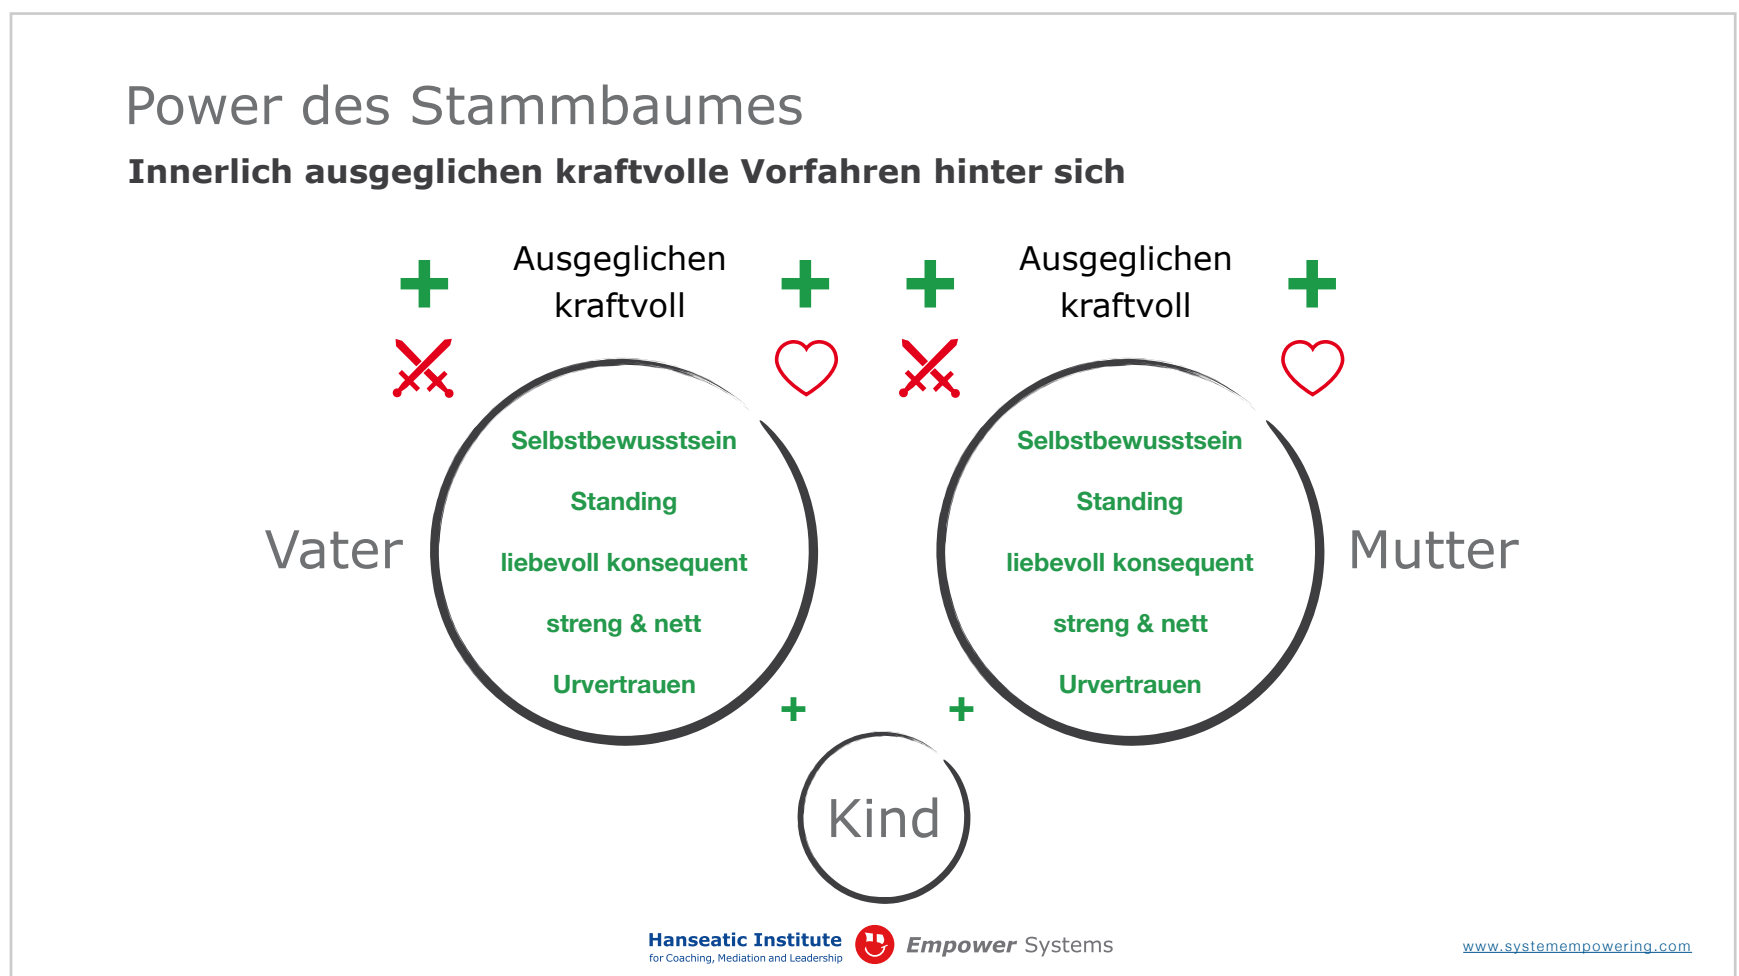 Power des Stammbaumes
Innerlich ausgeglichen kraftvolle Vorfahren hinter sich
Ausgeglichen
kraftvoll
Ausgeglichen
kraftvoll
Vater
Selbstbewusstsein
Standing
liebevoll konsequent
streng & nett
Urvertrauen
Selbstbewusstsein
Standing
liebevoll konsequent
streng & nett
Urvertrauen
Mutter
Kind
Hanseatic Institute
for Coaching, Mediation and Leadership
Empower Systems
www.systemempowering.com